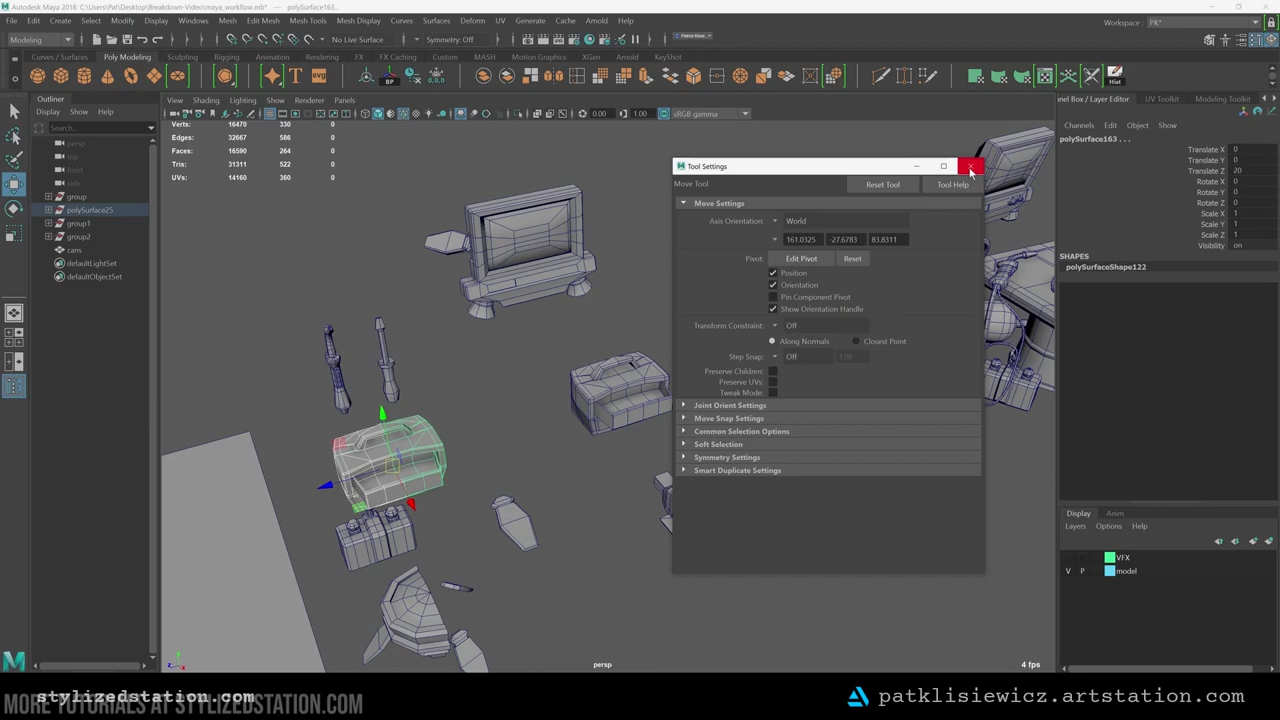 Autodesk Maya 2018: C:\Users\Pat\Desktop\Breakdown-Video\maya_workflow.mb* --- polySurface163...
File Edit Create Select Modify Display Windows Mesh Edit Mesh Mesh Tools Mesh Display Curves Surfaces Deform UV Generate Cache Arnold Help
Workspace : PK*
Modeling
No Live Surface
Symmetry: Off
Curves / Surfaces Poly Modeling Sculpting Rigging Animation Rendering FX FX Caching Custom MASH Motion Graphics XGen Arnold KeyShot
BP
0,0,0
Hist
Outliner
Display Show Help
Search...
persp
top
front
side
group
polySurface25
group1
group2
cans
defaultLightSet
defaultObjectSet
View Shading Lighting Show Renderer Panels
0.00
1.00
sRGB gamma
Verts: 16470 330 0
Edges: 32667 586 0
Faces: 16590 264 0
Tris: 31311 522 0
UVs: 14160 360 0
Tool Settings
Move Tool
Reset Tool
Tool Help
Move Settings
Axis Orientation: World
161.0325 -27.6783 83.8311
Pivot: Edit Pivot Reset
Position
Orientation
Pin Component Pivot
Show Orientation Handle
Transform Constraint: Off
Along Normals Closest Point
Step Snap: Off 1.00
Preserve Children:
Preserve UVs:
Tweak Mode:
Joint Orient Settings
Move Snap Settings
Common Selection Options
Soft Selection
Symmetry Settings
Smart Duplicate Settings
nnel Box / Layer Editor UV Toolkit Modeling Toolkit
Channels Edit Object Show
polySurface163 . . .
Translate X 0
Translate Y 0
Translate Z 20
Rotate X 0
Rotate Y 0
Rotate Z 0
Scale X 1
Scale Y 1
Scale Z 1
Visibility on
SHAPES
polySurfaceShape122
Display Anims
Layers Options Help
VFX
V P model
persp
4 fps
stylizedstation.com
MORE TUTORIALS AT STYLIZEDSTATION.COM
patklisiewicz.artstation.com